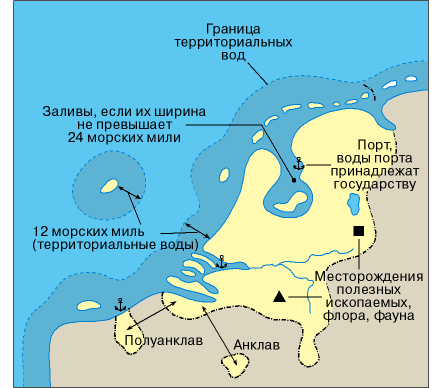 Граница
территориальных
вод
Заливы, если их ширина
не превышает
24 морских мили
Порт,
воды порта
принадлежат
государству
12 морских миль
(территориальные воды)
Месторождения
полезных
ископаемых,
флора, фауна
Полуанклав
Анклав